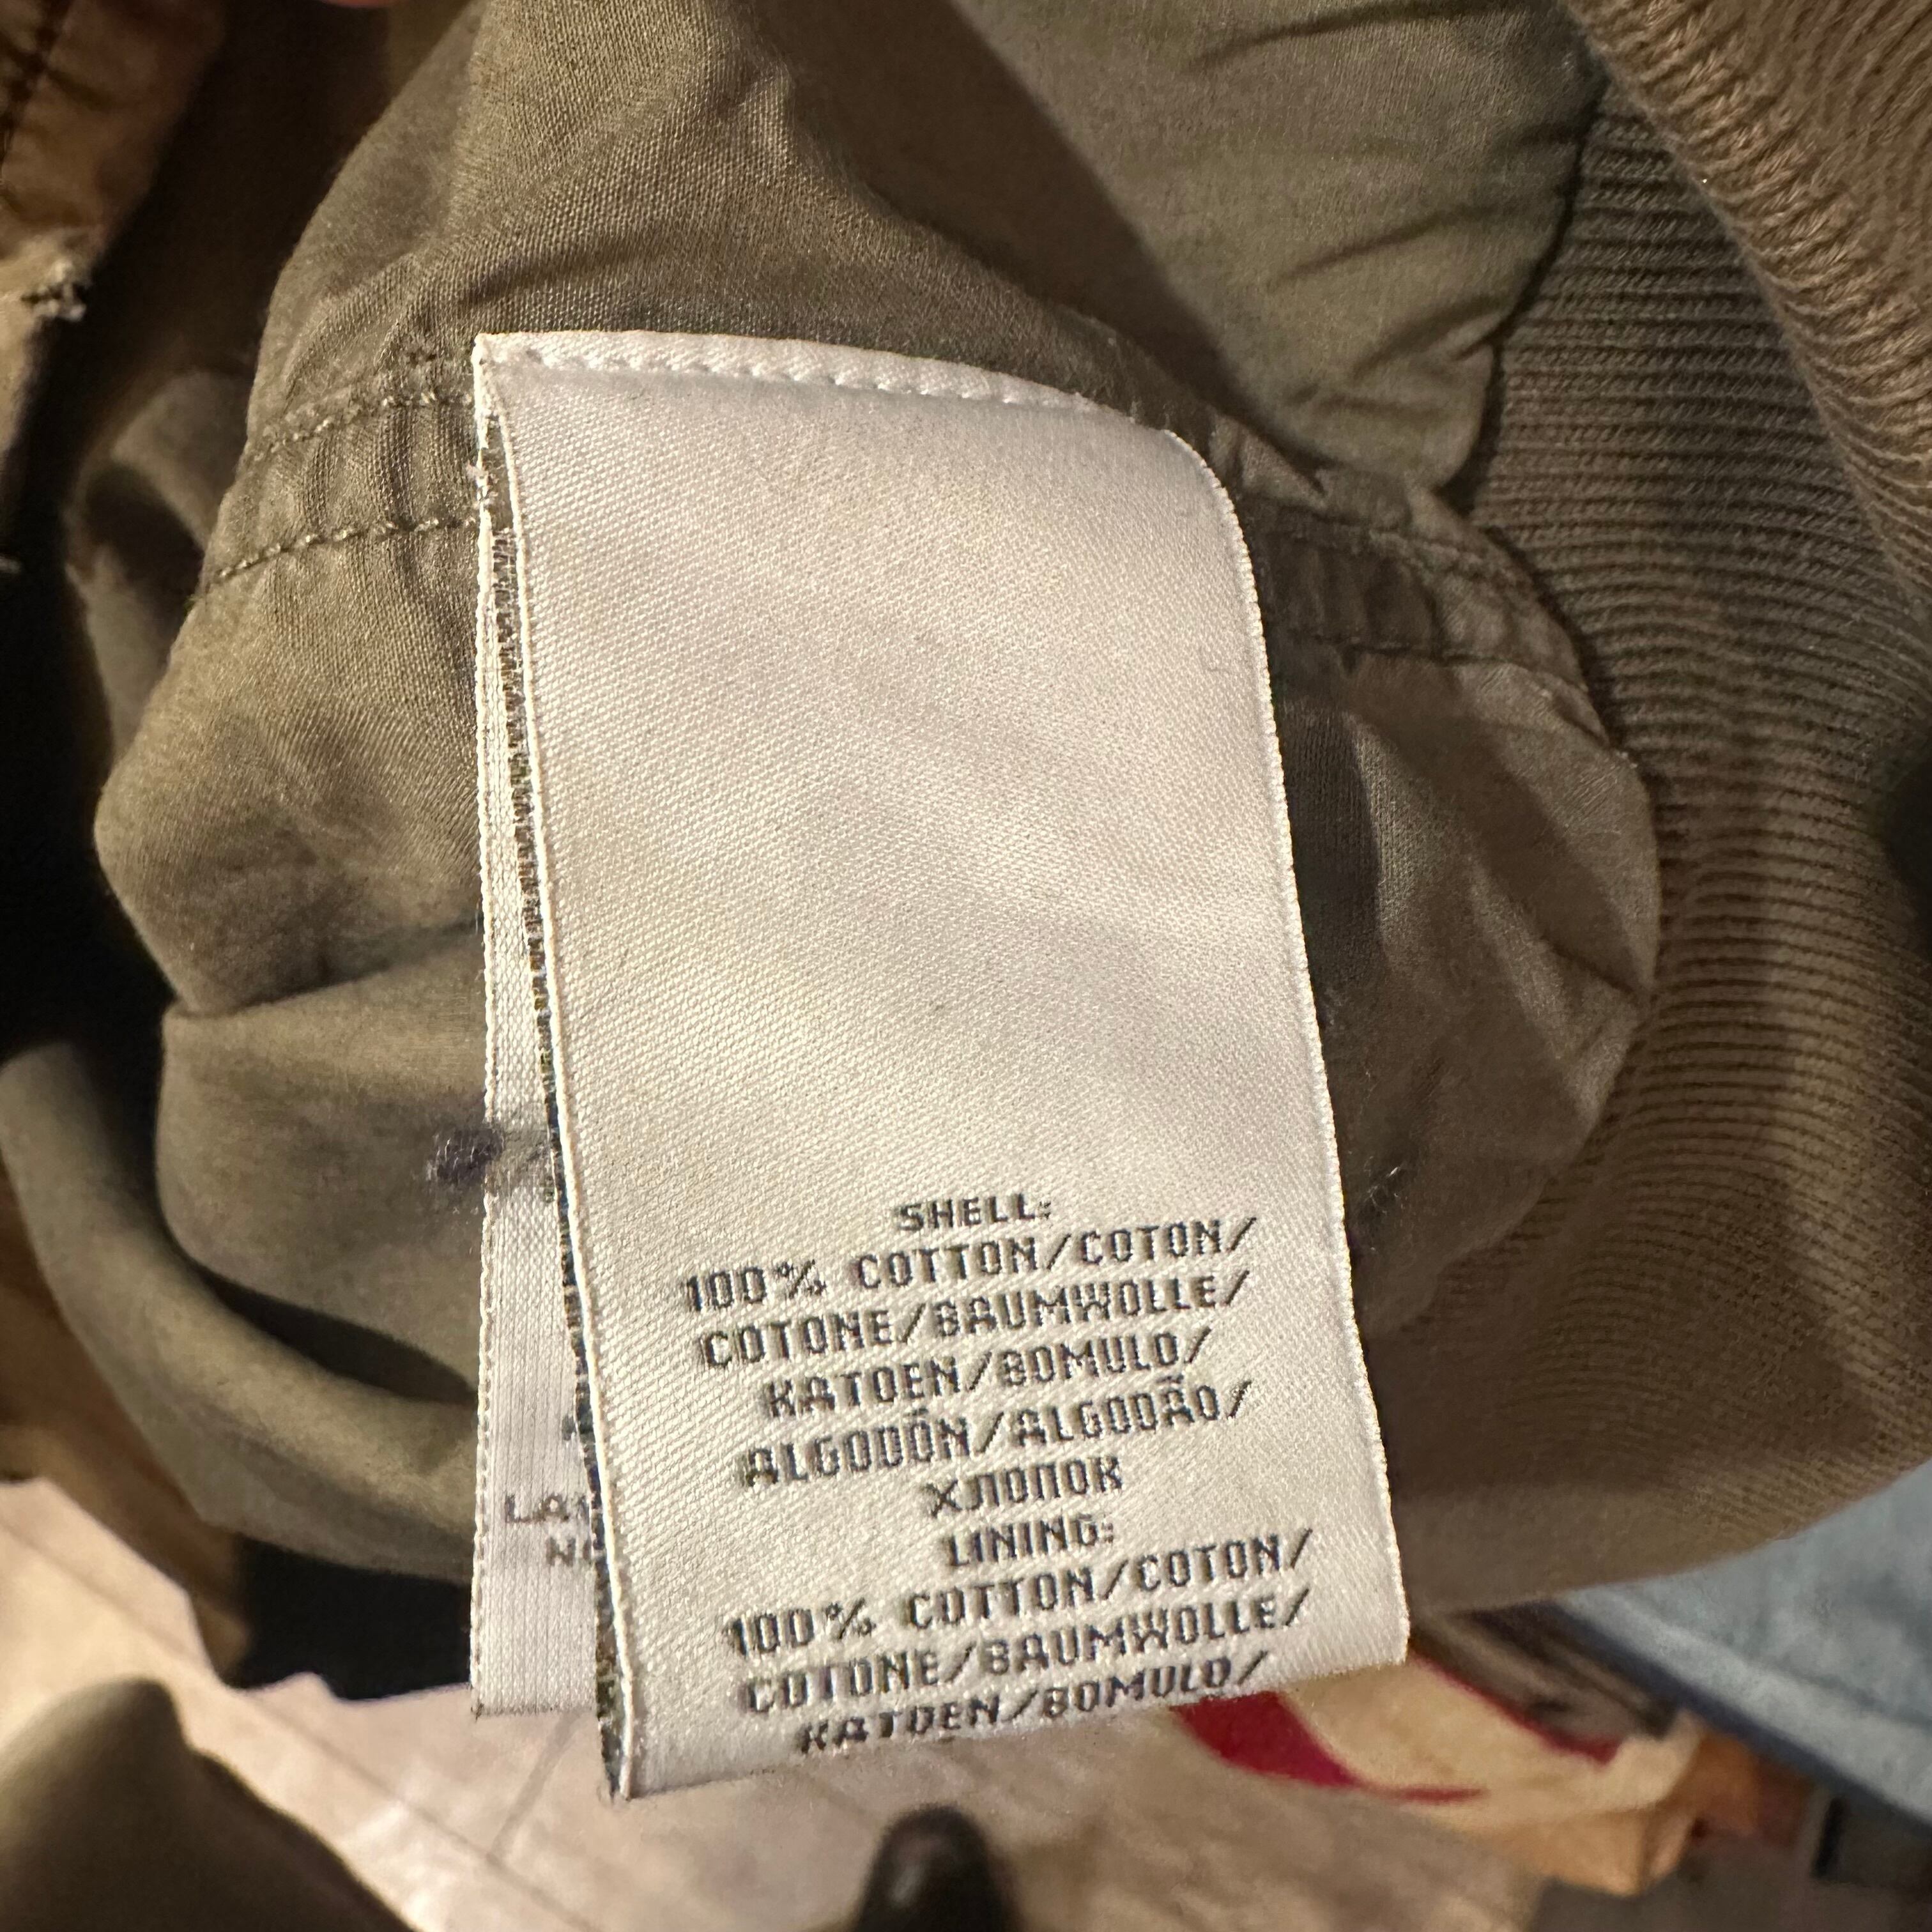 SHELL:
100% COTTON/COTON/
COTONE/BAUMWOLLE/
KATOEN/BOMULD/
ALGODÓN/ALGODÃO/
ХЛОПОК
LINING:
100% COTTON/COTON/
COTONE/BAUMWOLLE/
KATOEN/BOMULD/